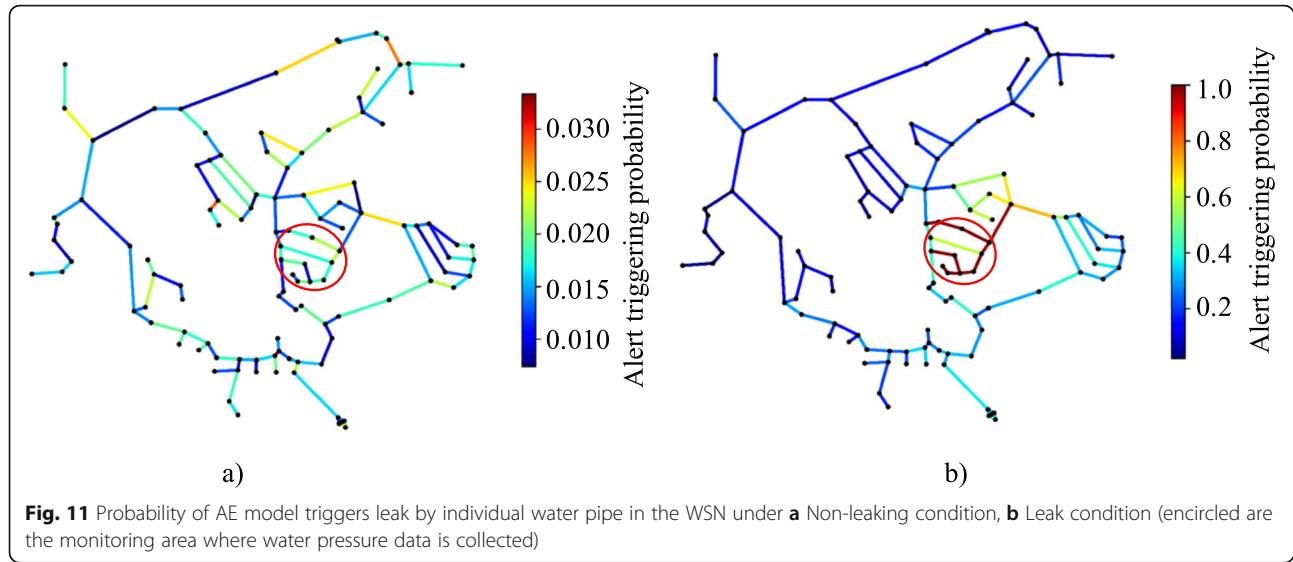 0.030
0.025
0.020
0.015
0.010
Alert triggering probability
1.0
0.8
0.6
0.4
0.2
Alert triggering probability
a)
b)
Fig. 11 Probability of AE model triggers leak by individual water pipe in the WSN under a Non-leaking condition, b Leak condition (encircled are
the monitoring area where water pressure data is collected)